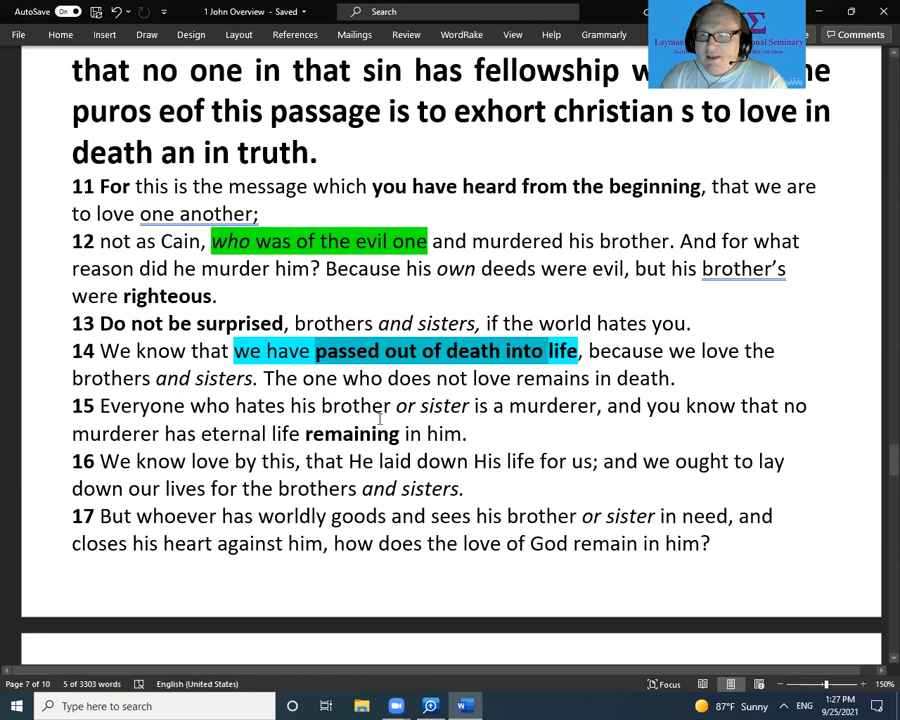 AutoSave On 1 John Overview - Saved Search
File Home Insert Draw Design Layout References Mailings Review WordRake Help Grammarly Comments
that no one in that sin has fellowship
puros eof this passage is to exhort christian s to love in
death an in truth.
11 For this is the message which you have heard from the beginning, that we are
to love one another;
12 not as Cain, who was of the evil one and murdered his brother. And for what
reason did he murder him? Because his own deeds were evil, but his brother's
were righteous.
13 Do not be surprised, brothers and sisters, if the world hates you.
14 We know that we have passed out of death into life, because we love the
brothers and sisters. The one who does not love remains in death.
15 Everyone who hates his brother or sister is a murderer, and you know that no
murderer has eternal life remaining in him.
16 We know love by this, that He laid down His life for us; and we ought to lay
down our lives for the brothers and sisters.
17 But whoever has worldly goods and sees his brother or sister in need, and
closes his heart against him, how does the love of God remain in him?
Page 7 of 10 5 of 3303 words English (United States) Focus 150%
Type here to search 87°F Sunny ENG 1:27 PM
9/25/2021